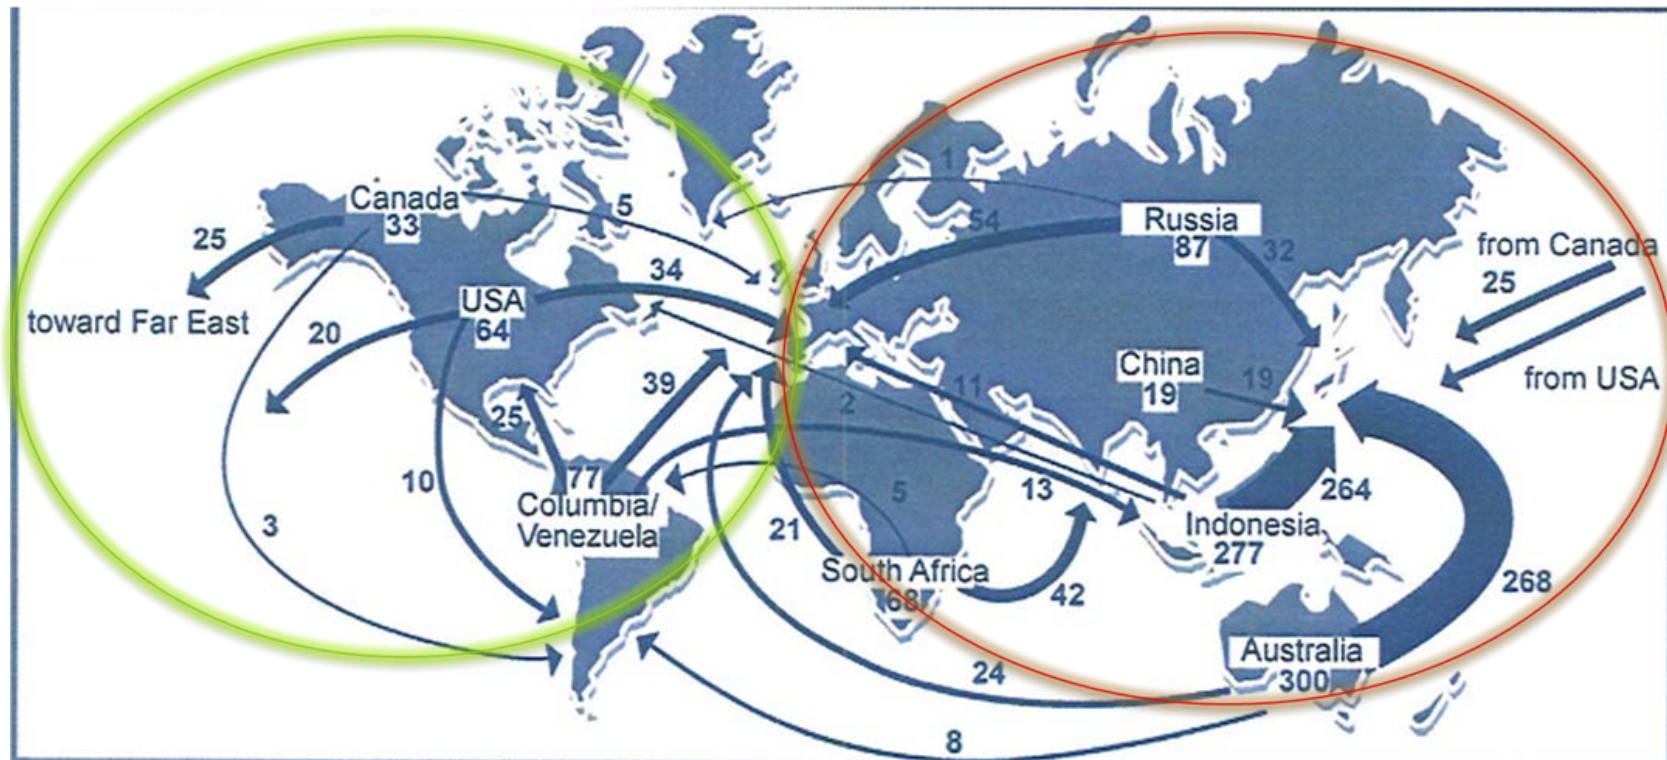 Canada
33
5
25
toward Far East
34
USA
64
20
39
25
10
3
77
Columbia/
Venezuela
1
54
Russia
87
32
from Canada
25
from USA
China
19
19
11
2
13
5
21
South Africa
68
42
264
Indonesia
277
268
Australia
300
24
8